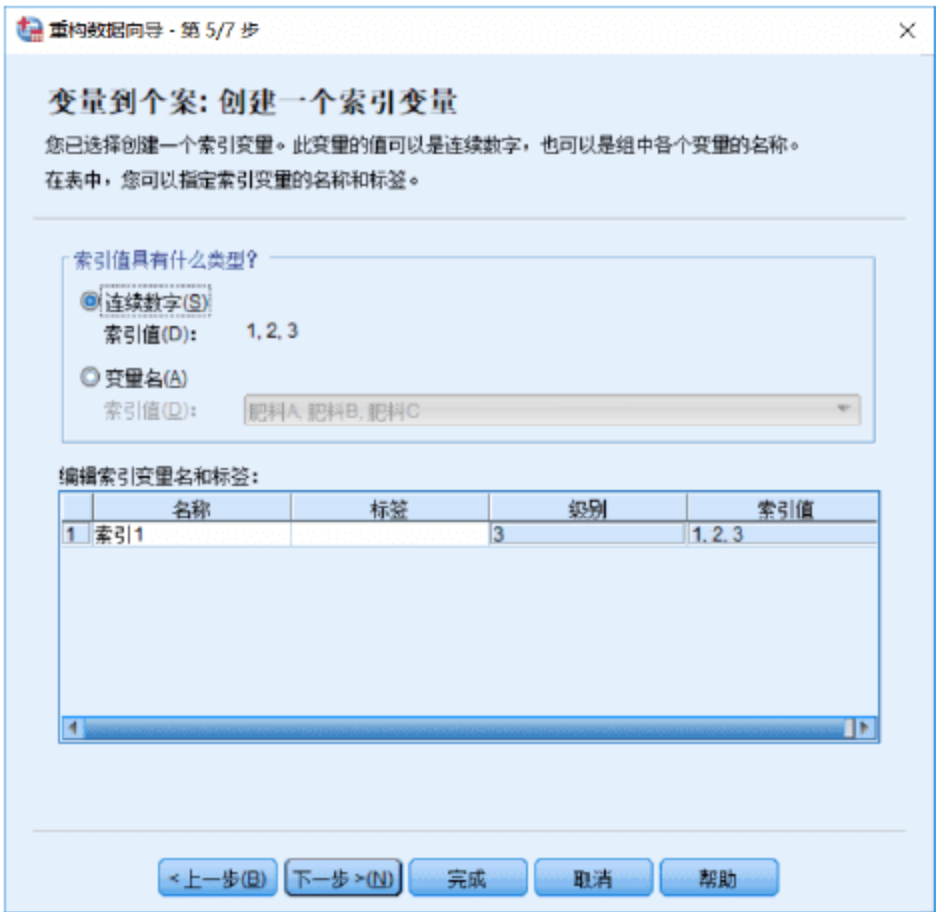 重构数据向导 - 第 5/7 步
变量到个案: 创建一个索引变量
您已选择创建一个索引变量。此变量的值可以是连续数字，也可以是组中各个变量的名称。
在表中，您可以指定索引变量的名称和标签。
索引值具有什么类型?
连续数字(S)
索引值(D): 1, 2, 3
变量名(A)
索引值(D): 肥料A, 肥料B, 肥料C
编辑索引变量名和标签:
名称 标签 级别 索引值
1 索引1 3 1, 2, 3
<上一步(B) 下一步>(N) 完成 取消 帮助